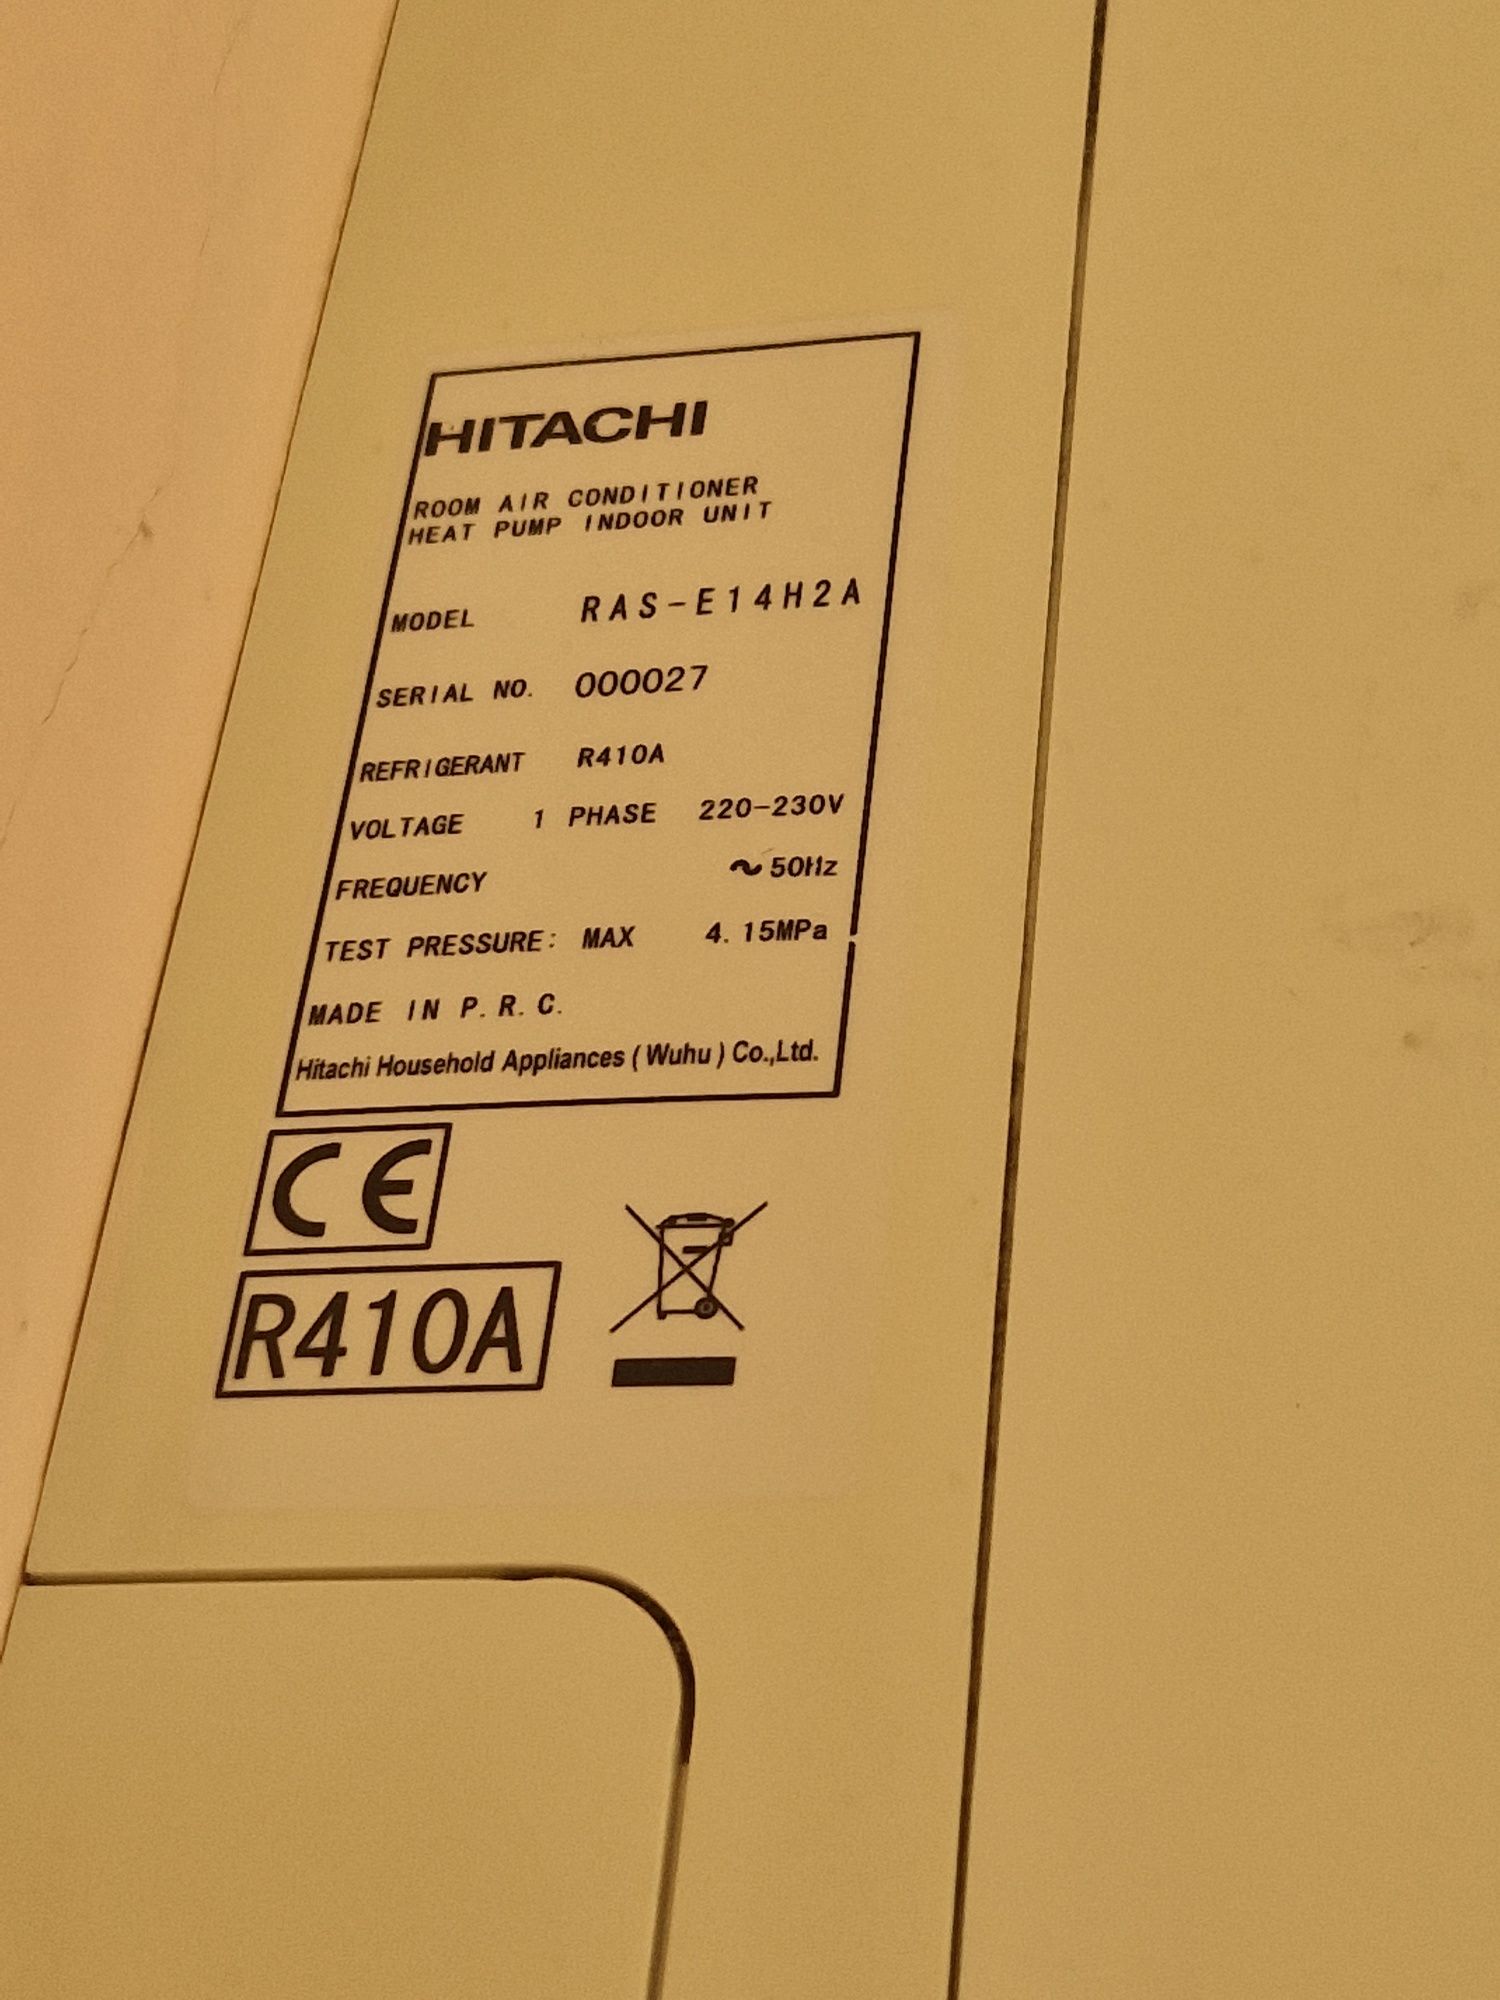 HITACHI
ROOM AIR CONDITIONER
HEAT PUMP INDOOR UNIT
MODEL RAS-E14H2A
SERIAL NO. 000027
REFRIGERANT R410A
VOLTAGE 1 PHASE 220-230V
FREQUENCY ~50Hz
TEST PRESSURE: MAX 4.15MPa
MADE IN P.R.C.
Hitachi Household Appliances (Wuhu) Co.,Ltd.
CE
R410A